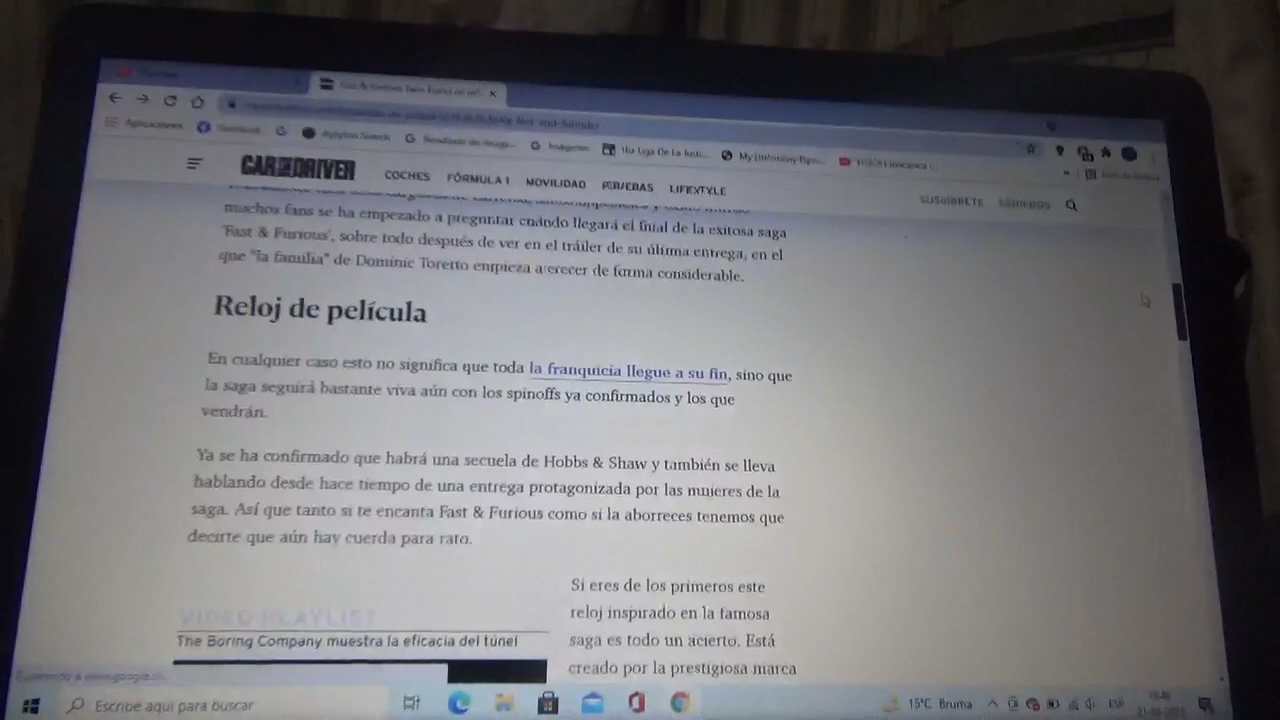 Aplicaciones
CAR AND DRIVER
COCHES FÓRMULA 1 MOVILIDAD PRUEBAS LIFESTYLE
SUSCRÍBETE
muchos fans se ha empezado a preguntar cuándo llegará el final de la exitosa saga
'Fast & Furious', sobre todo después de ver en el tráiler de su última entrega, en el
que "la familia" de Dominic Toretto empieza a crecer de forma considerable.
Reloj de película
En cualquier caso esto no significa que toda la franquicia llegue a su fin, sino que
la saga seguirá bastante viva aún con los spinoffs ya confirmados y los que
vendrán.
Ya se ha confirmado que habrá una secuela de Hobbs & Shaw y también se lleva
hablando desde hace tiempo de una entrega protagonizada por las mujeres de la
saga. Así que tanto si te encanta Fast & Furious como si la aborreces tenemos que
decirte que aún hay cuerda para rato.
Si eres de los primeros este
reloj inspirado en la famosa
saga es todo un acierto. Está
creado por la prestigiosa marca
VIDEO PLAYLIST
The Boring Company muestra la eficacia del túnel
Escribe aquí para buscar
15°C Bruma
ESP